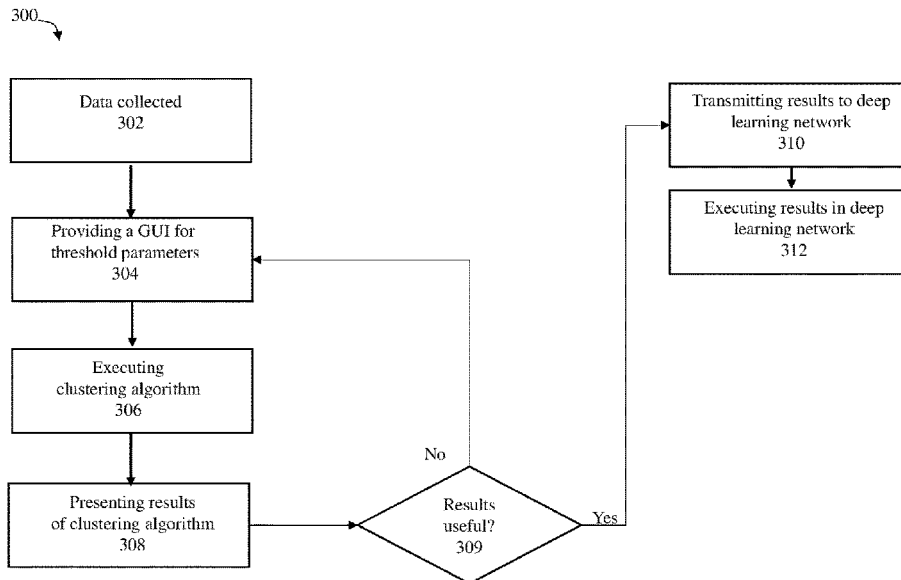 300
Data collected
302
Providing a GUI for
threshold parameters
304
Executing
clustering algorithm
306
Presenting results
of clustering algorithm
308
No
Results
useful?
309
Yes
Transmitting results to deep
learning network
310
Executing results in deep
learning network
312